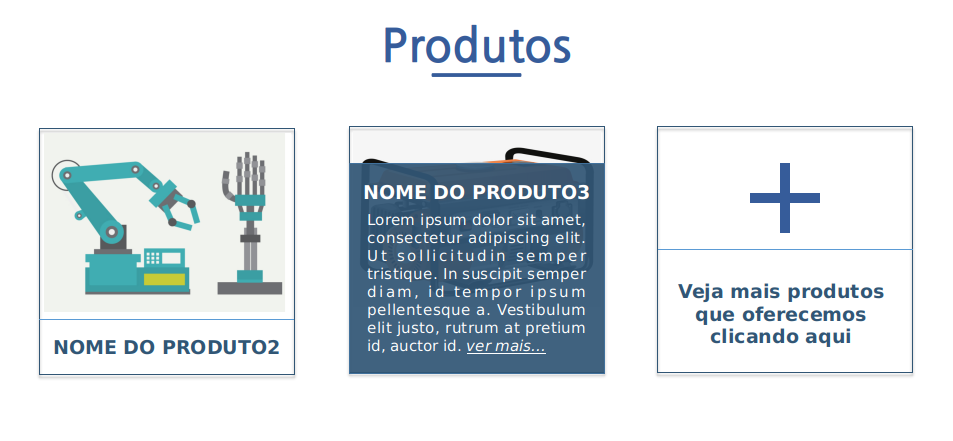 Produtos
NOME DO PRODUTO2
NOME DO PRODUTO3
Lorem ipsum dolor sit amet,
consectetur adipiscing elit.
Ut sollicitudin semper
tristique. In suscipit semper
diam, id tempor ipsum
pellentesque a. Vestibulum
elit justo, rutrum at pretium
id, auctor id. ver mais...
Veja mais produtos
que oferecemos
clicando aqui